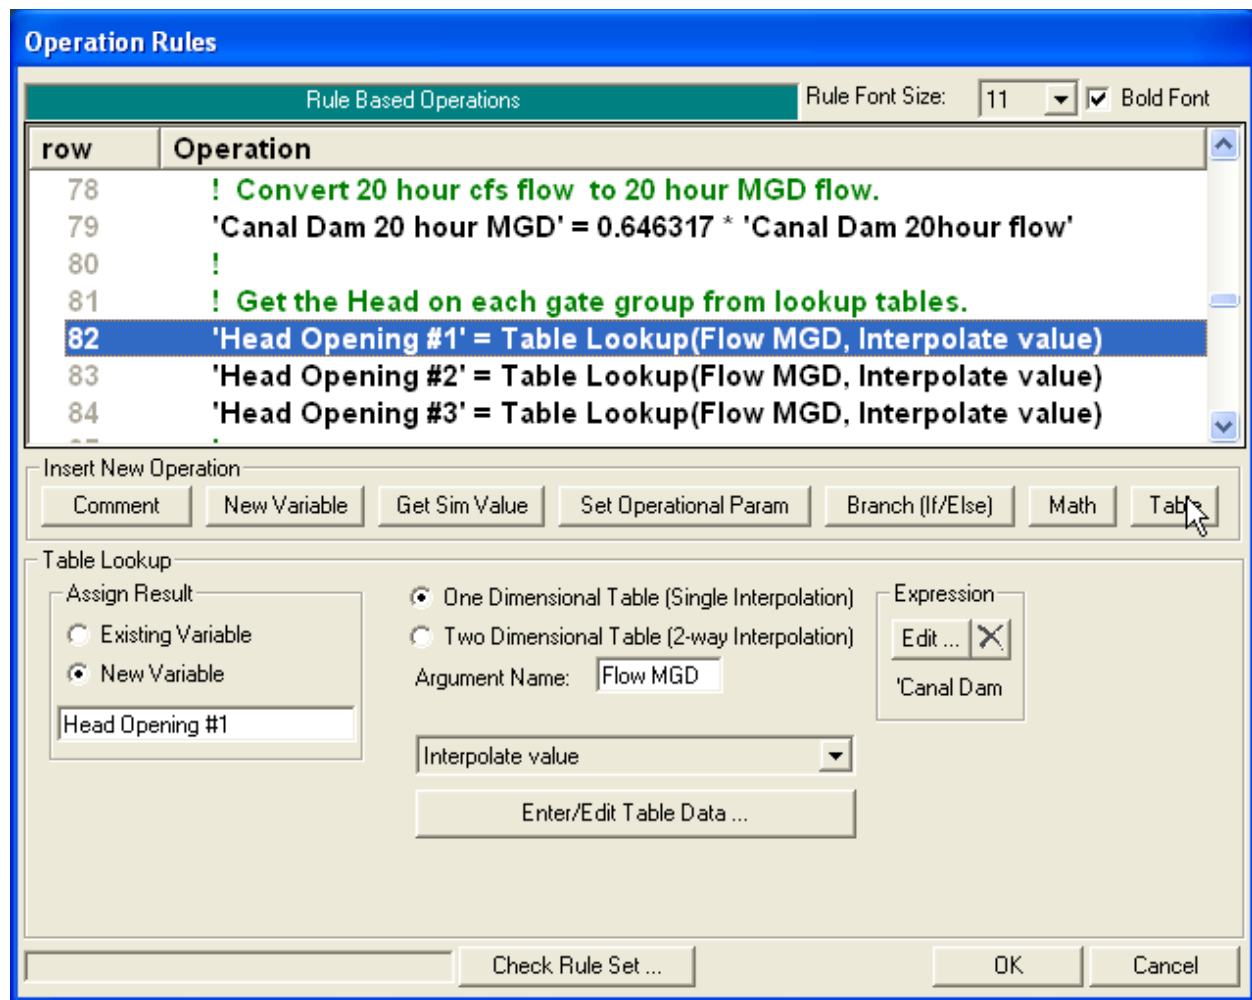 Operation Rules
Rule Based Operations Rule Font Size: 11 Bold Font
row Operation
78 ! Convert 20 hour cfs flow to 20 hour MGD flow.
79 'Canal Dam 20 hour MGD' = 0.646317 * 'Canal Dam 20hour flow'
80 !
81 ! Get the Head on each gate group from lookup tables.
82 'Head Opening #1' = Table Lookup(Flow MGD, Interpolate value)
83 'Head Opening #2' = Table Lookup(Flow MGD, Interpolate value)
84 'Head Opening #3' = Table Lookup(Flow MGD, Interpolate value)
Insert New Operation
Comment New Variable Get Sim Value Set Operational Param Branch (If/Else) Math Table
Table Lookup
Assign Result One Dimensional Table (Single Interpolation) Expression
Existing Variable Two Dimensional Table (2-way Interpolation) Edit ...
New Variable Argument Name: Flow MGD 'Canal Dam
Head Opening #1
Interpolate value
Enter/Edit Table Data ...
Check Rule Set ... OK Cancel